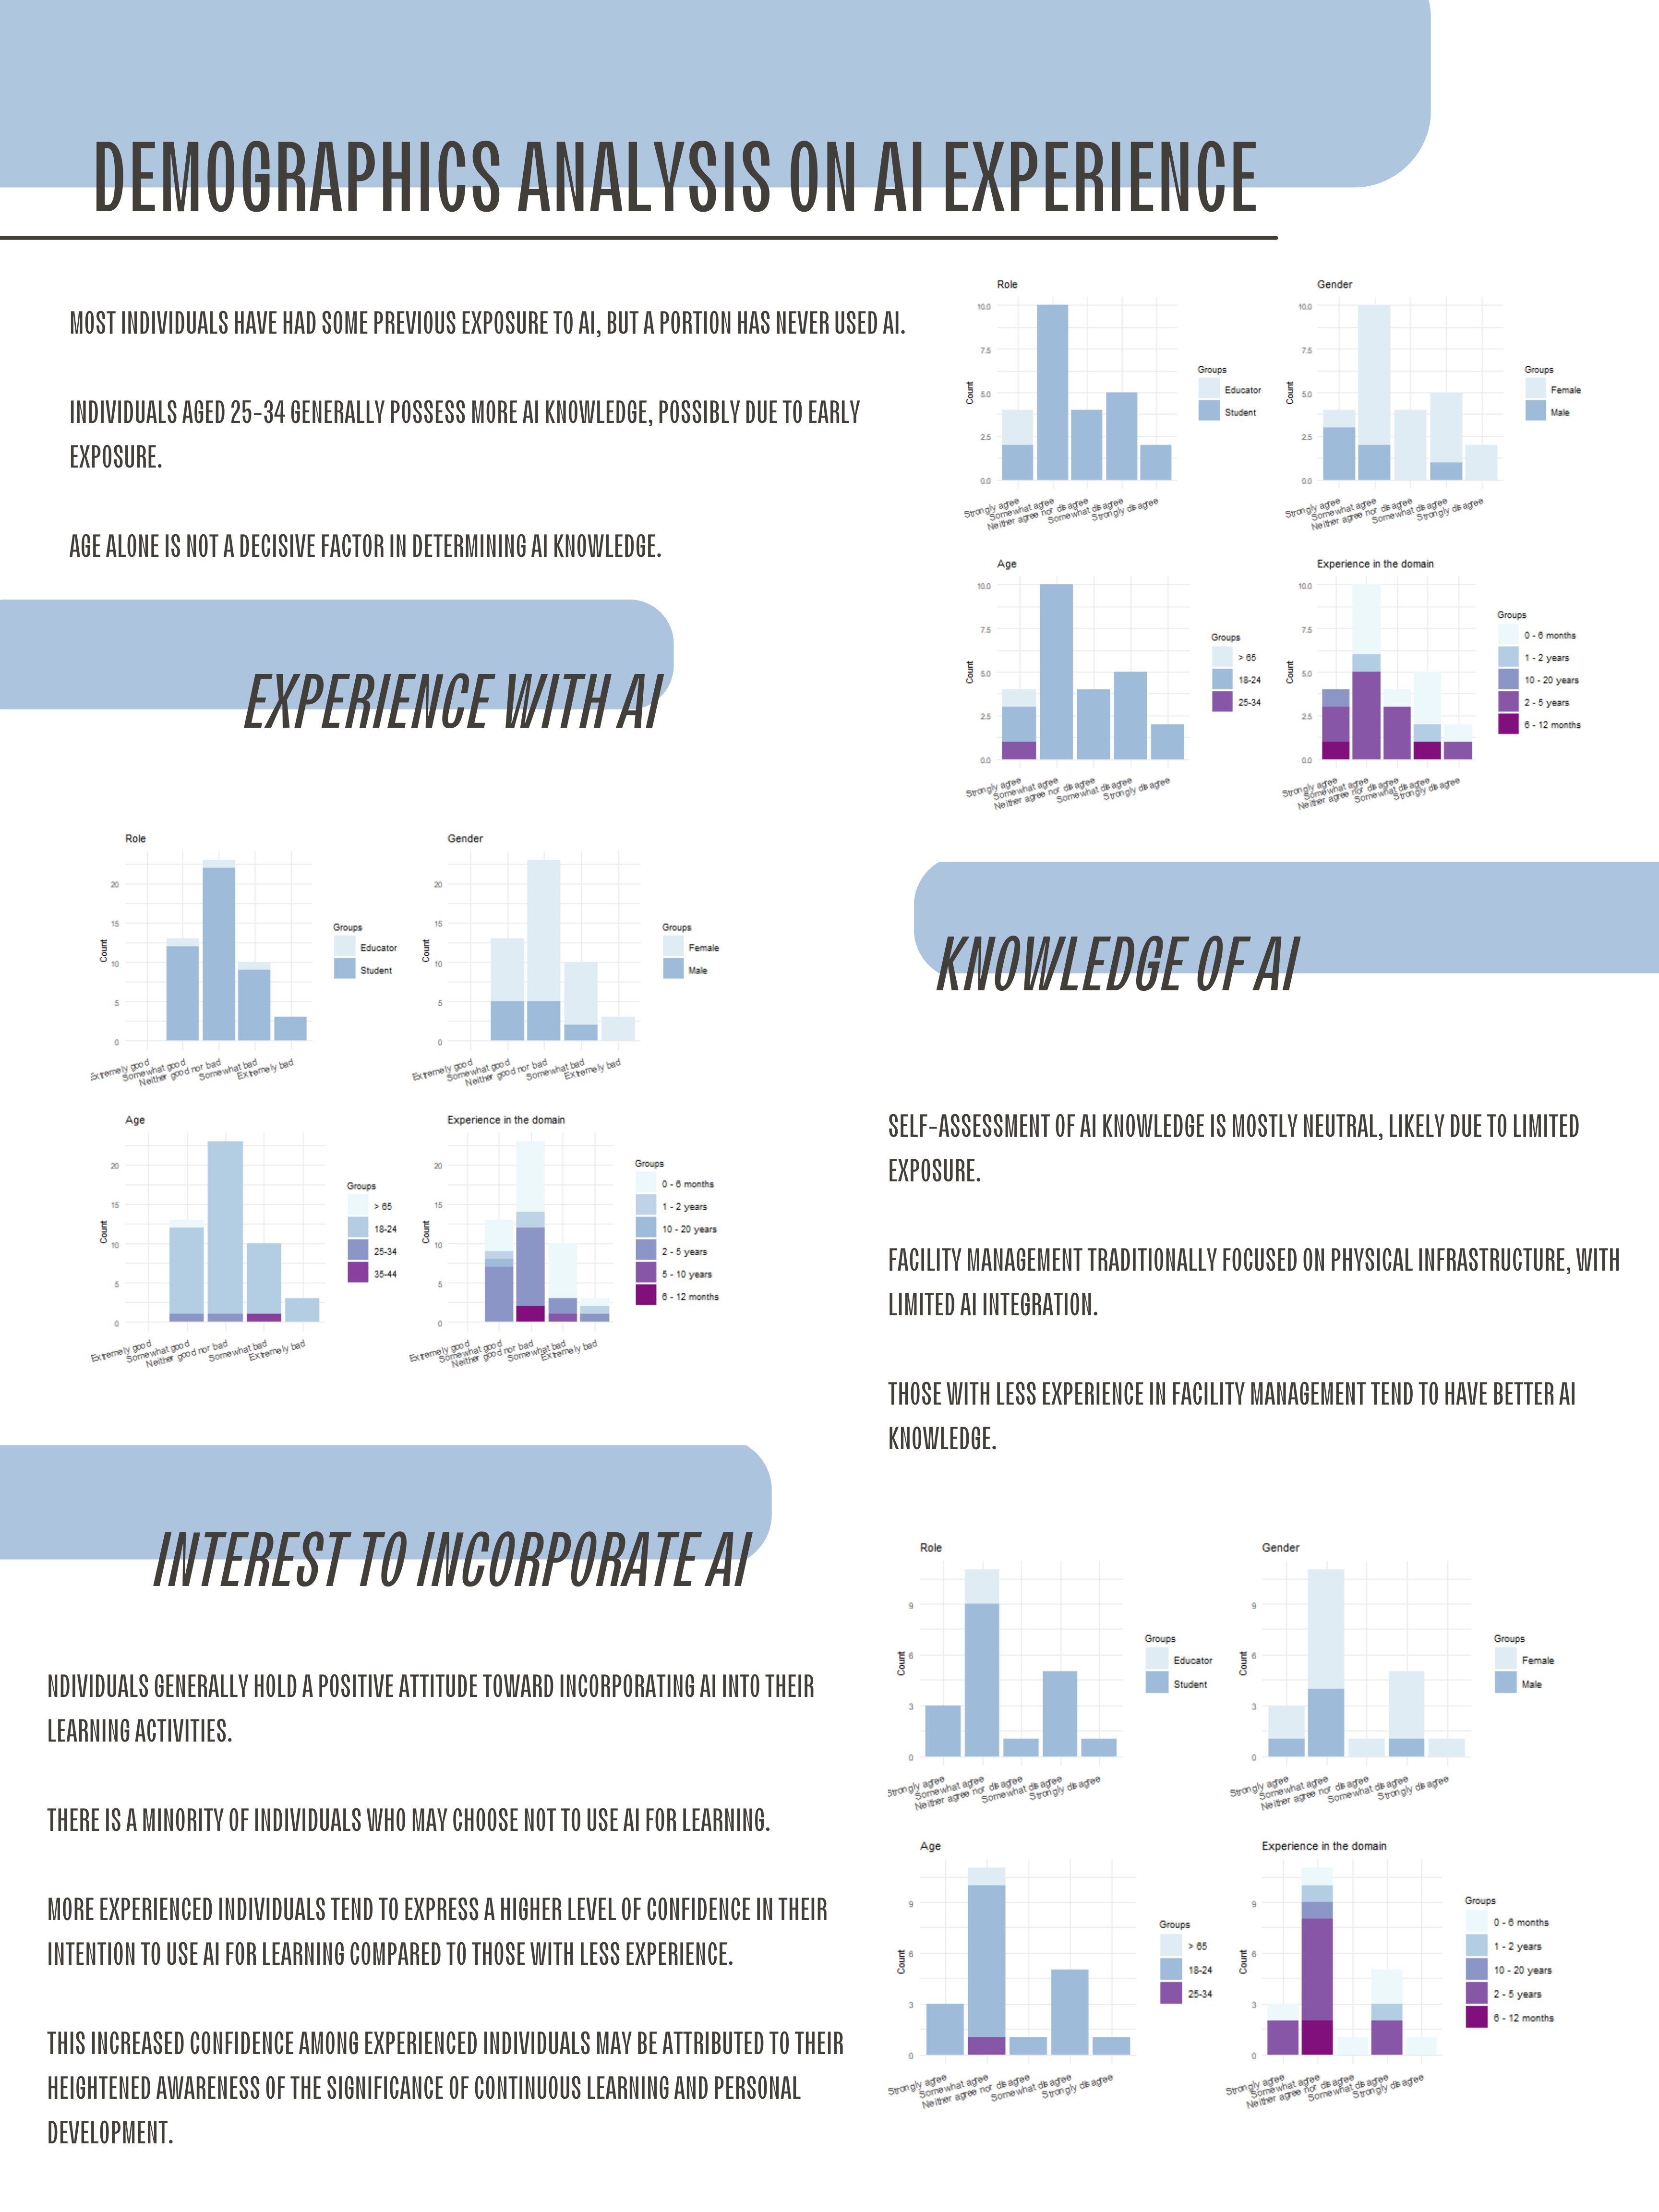 DEMOGRAPHICS ANALYSIS ON AI EXPERIENCE
MOST INDIVIDUALS HAVE HAD SOME PREVIOUS EXPOSURE TO AI, BUT A PORTION HAS NEVER USED AI.
INDIVIDUALS AGED 25-34 GENERALLY POSSESS MORE AI KNOWLEDGE, POSSIBLY DUE TO EARLY
EXPOSURE.
AGE ALONE IS NOT A DECISIVE FACTOR IN DETERMINING AI KNOWLEDGE.
Role
Count
10.0
7.5
5.0
2.5
0.0
Strongly agree
Somewhat agree
Neither agree nor disagree
Somewhat disagree
Strongly disagree
Groups
Educator
Student
Gender
Count
10.0
7.5
5.0
2.5
0.0
Strongly agree
Somewhat agree
Neither agree nor disagree
Somewhat disagree
Strongly disagree
Groups
Female
Male
Age
Count
10.0
7.5
5.0
2.5
0.0
Strongly agree
Somewhat agree
Neither agree nor disagree
Somewhat disagree
Strongly disagree
Groups
> 65
18-24
25-34
Experience in the domain
Count
10.0
7.5
5.0
2.5
0.0
Strongly agree
Somewhat agree
Neither agree nor disagree
Somewhat disagree
Strongly disagree
Groups
0 - 6 months
1 - 2 years
10 - 20 years
2 - 5 years
6 - 12 months
EXPERIENCE WITH AI
Role
Count
20
15
10
5
0
Extremely good
Somewhat good
Neither good nor bad
Somewhat bad
Extremely bad
Groups
Educator
Student
Gender
Count
20
15
10
5
0
Extremely good
Somewhat good
Neither good nor bad
Somewhat bad
Extremely bad
Groups
Female
Male
Age
Count
20
15
10
5
0
Extremely good
Somewhat good
Neither good nor bad
Somewhat bad
Extremely bad
Groups
> 65
18-24
25-34
35-44
Experience in the domain
Count
20
15
10
5
0
Extremely good
Somewhat good
Neither good nor bad
Somewhat bad
Extremely bad
Groups
0 - 6 months
1 - 2 years
10 - 20 years
2 - 5 years
5 - 10 years
6 - 12 months
KNOWLEDGE OF AI
SELF-ASSESSMENT OF AI KNOWLEDGE IS MOSTLY NEUTRAL, LIKELY DUE TO LIMITED
EXPOSURE.
FACILITY MANAGEMENT TRADITIONALLY FOCUSED ON PHYSICAL INFRASTRUCTURE, WITH
LIMITED AI INTEGRATION.
THOSE WITH LESS EXPERIENCE IN FACILITY MANAGEMENT TEND TO HAVE BETTER AI
KNOWLEDGE.
INTEREST TO INCORPORATE AI
NDIVIDUALS GENERALLY HOLD A POSITIVE ATTITUDE TOWARD INCORPORATING AI INTO THEIR
LEARNING ACTIVITIES.
THERE IS A MINORITY OF INDIVIDUALS WHO MAY CHOOSE NOT TO USE AI FOR LEARNING.
MORE EXPERIENCED INDIVIDUALS TEND TO EXPRESS A HIGHER LEVEL OF CONFIDENCE IN THEIR
INTENTION TO USE AI FOR LEARNING COMPARED TO THOSE WITH LESS EXPERIENCE.
THIS INCREASED CONFIDENCE AMONG EXPERIENCED INDIVIDUALS MAY BE ATTRIBUTED TO THEIR
HEIGHTENED AWARENESS OF THE SIGNIFICANCE OF CONTINUOUS LEARNING AND PERSONAL
DEVELOPMENT.
Role
Count
9
6
3
0
Strongly agree
Somewhat agree
Neither agree nor disagree
Somewhat disagree
Strongly disagree
Groups
Educator
Student
Gender
Count
9
6
3
0
Strongly agree
Somewhat agree
Neither agree nor disagree
Somewhat disagree
Strongly disagree
Groups
Female
Male
Age
Count
9
6
3
0
Strongly agree
Somewhat agree
Neither agree nor disagree
Somewhat disagree
Strongly disagree
Groups
> 65
18-24
25-34
Experience in the domain
Count
9
6
3
0
Strongly agree
Somewhat agree
Neither agree nor disagree
Somewhat disagree
Strongly disagree
Groups
0 - 6 months
1 - 2 years
10 - 20 years
2 - 5 years
6 - 12 months